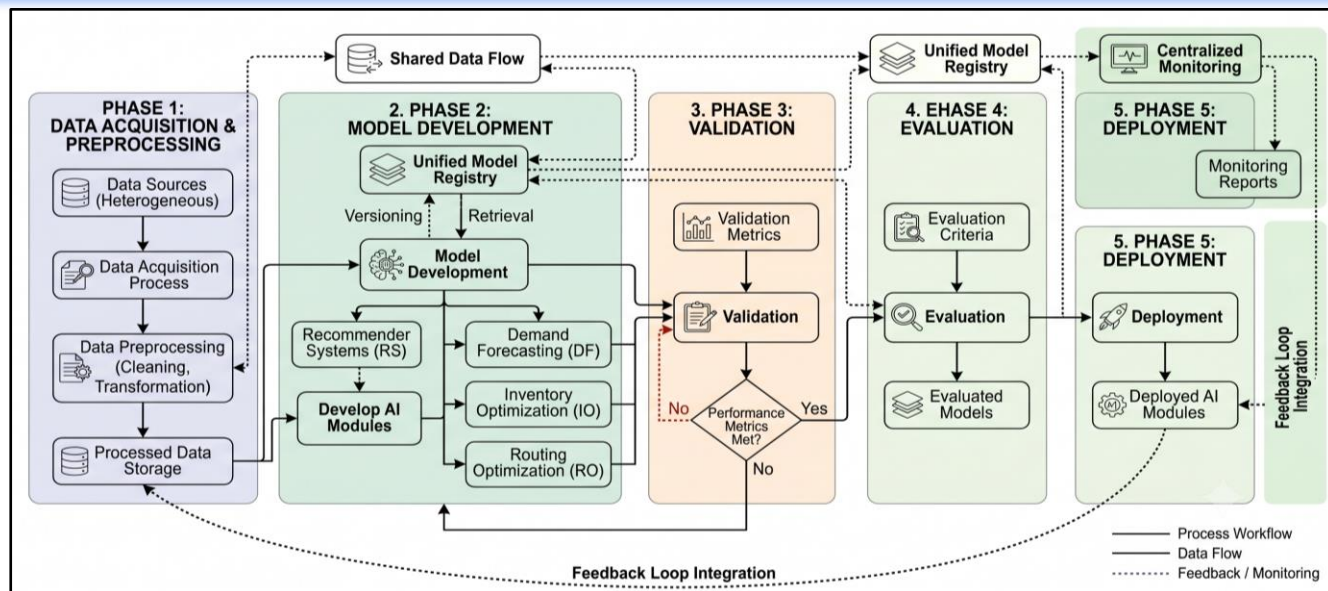 Shared Data Flow
Unified Model
Registry
Centralized
Monitoring
PHASE 1:
DATA ACQUISITION &
PREPROCESSING
Data Sources
(Heterogeneous)
Data Acquisition
Process
Data Preprocessing
(Cleaning,
Transformation)
Processed Data
Storage
2. PHASE 2:
MODEL DEVELOPMENT
Unified Model
Registry
Versioning
Retrieval
Model
Development
Recommender
Systems (RS)
Demand
Forecasting (DF)
Develop AI
Modules
Inventory
Optimization (IO)
Routing
Optimization (RO)
3. PHASE 3:
VALIDATION
Validation
Metrics
Validation
No
Performance
Metrics
Met?
Yes
No
4. EHASE 4:
EVALUATION
Evaluation
Criteria
Evaluation
Evaluated
Models
5. PHASE 5:
DEPLOYMENT
Monitoring
Reports
5. PHASE 5:
DEPLOYMENT
Deployment
Deployed AI
Modules
Feedback Loop
Integration
Feedback Loop Integration
Process Workflow
Data Flow
Feedback / Monitoring